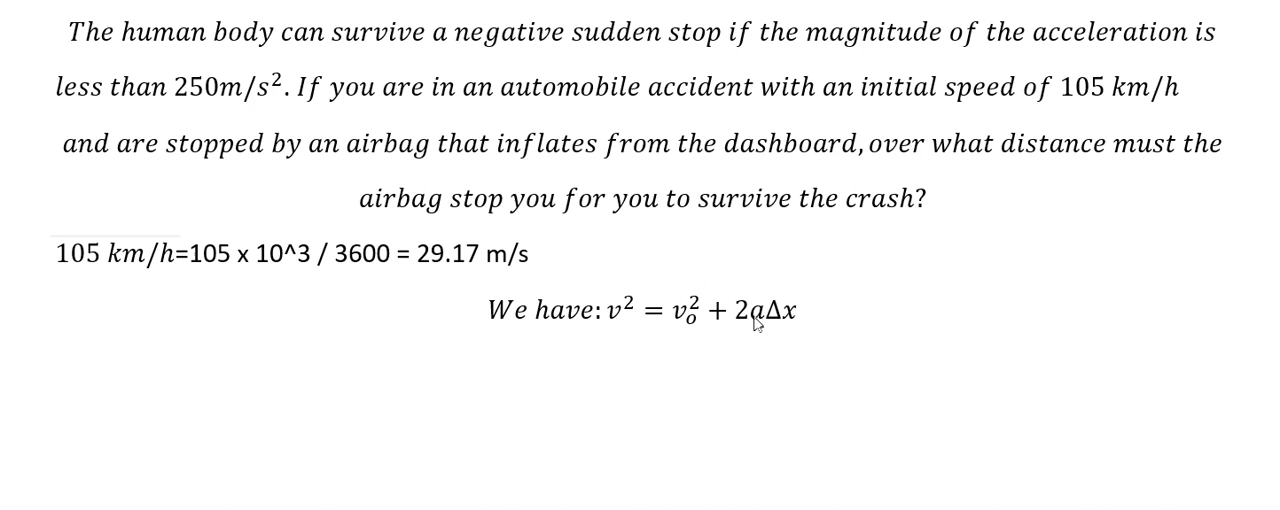 The human body can survive a negative sudden stop if the magnitude of the acceleration is
less than 250m/s². If you are in an automobile accident with an initial speed of 105 km/h
and are stopped by an airbag that inflates from the dashboard, over what distance must the
airbag stop you for you to survive the crash?
105 km/h=105 x 10^3 / 3600 = 29.17 m/s
We have: v² = v₀² + 2aΔx